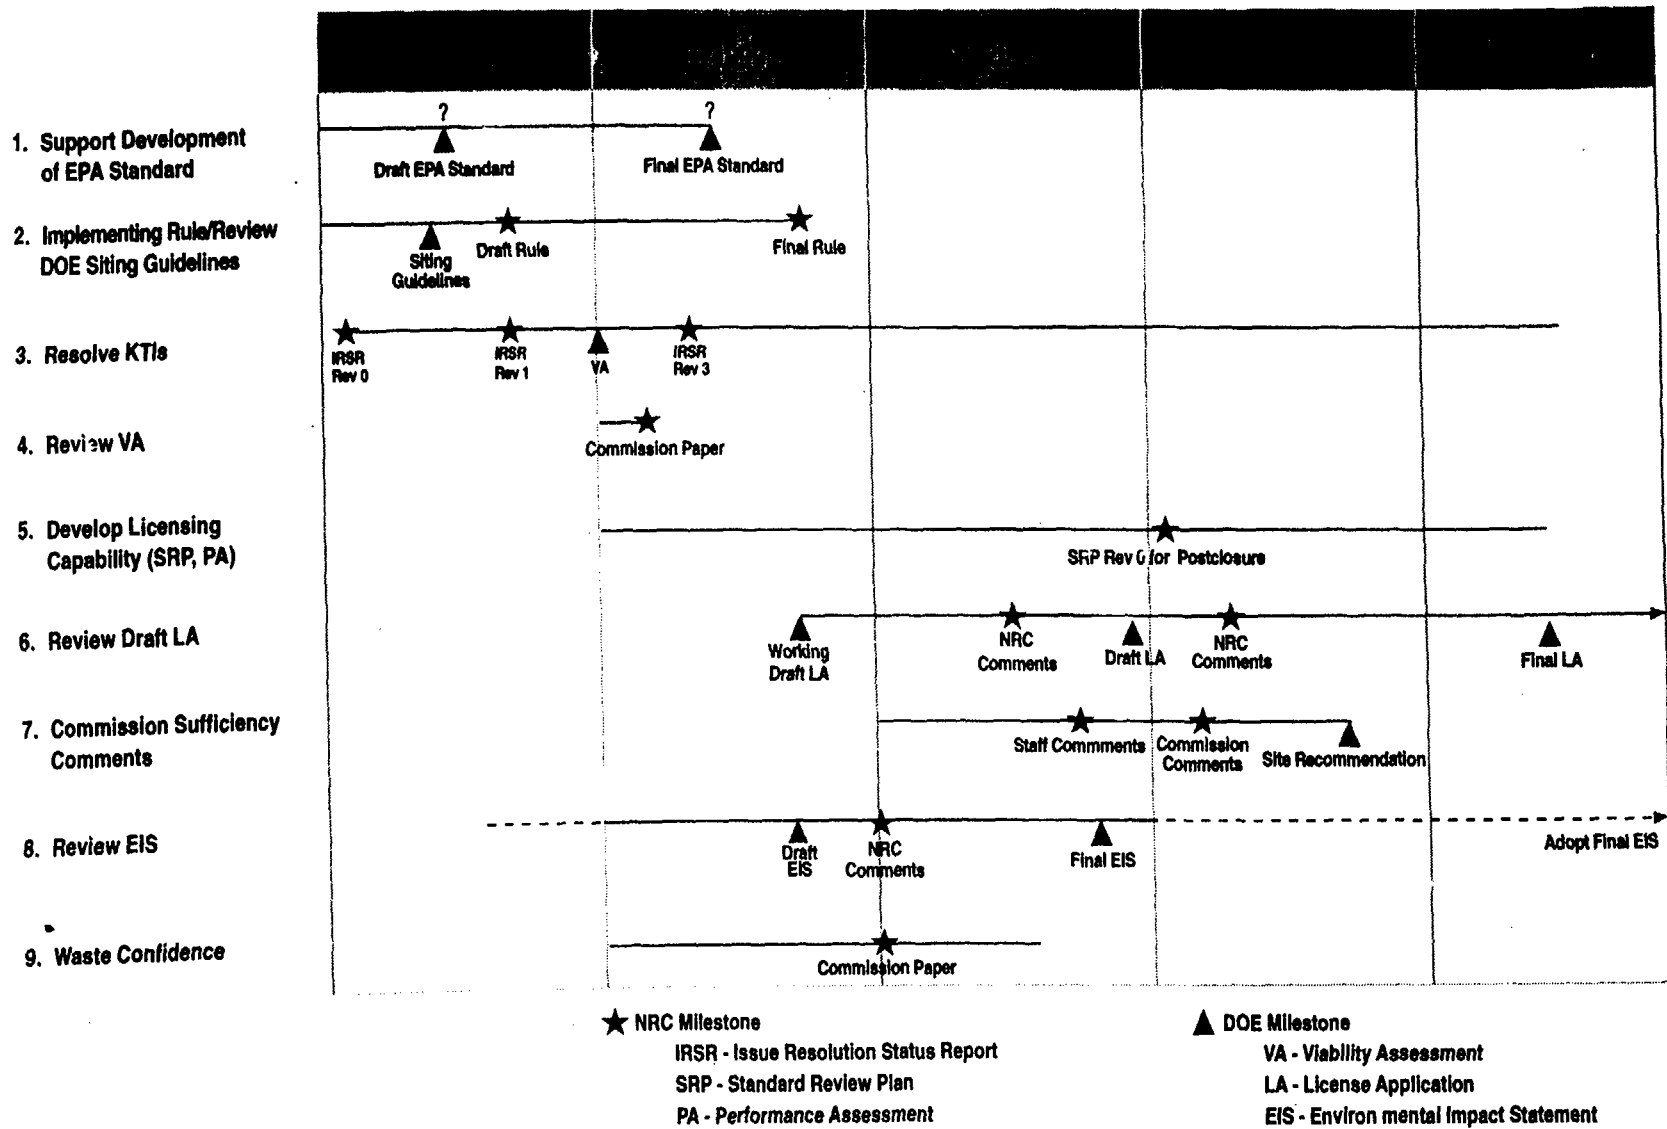 ? ?
1. Support Development
of EPA Standard
Draft EPA Standard Final EPA Standard
2. Implementing Rule/Review
DOE Siting Guidelines
Siting
Guidelines
Draft Rule
Final Rule
3. Resolve KTIs
IRSR
Rev 0
IRSR
Rev 1
VA
IRSR
Rev 3
4. Review VA
Commission Paper
5. Develop Licensing
Capability (SRP, PA)
SRP Rev 0 for Postclosure
6. Review Draft LA
Working
Draft LA
NRC
Comments
Draft LA
NRC
Comments
Final LA
7. Commission Sufficiency
Comments
Staff Commments
Commission
Comments
Site Recommendation
8. Review EIS
Draft
EIS
NRC
Comments
Final EIS
Adopt Final EIS
9. Waste Confidence
Commission Paper
NRC Milestone
IRSR - Issue Resolution Status Report
SRP - Standard Review Plan
PA - Performance Assessment
DOE Milestone
VA - Viability Assessment
LA - License Application
EIS - Environ mental Impact Statement